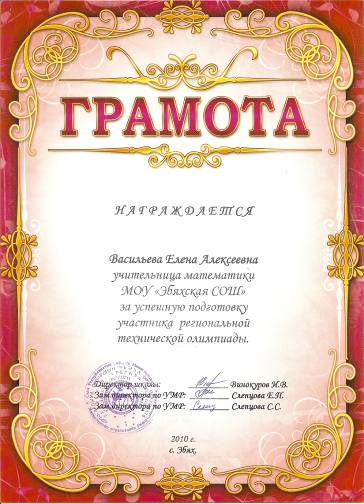 ГРАМОТА
НАГРАЖДАЕТСЯ
Васильева Елена Алексеевна
учительница математики
МОУ «Эбяхская СОШ»
за успешную подготовку
участника региональной
технической олимпиады.
Директор школы: Винокуров Н.В.
Зам директора по УМР: Слепцова Е.П.
Зам директора по УМР: Слепцова С.С.
2010 г.
с. Эбях.